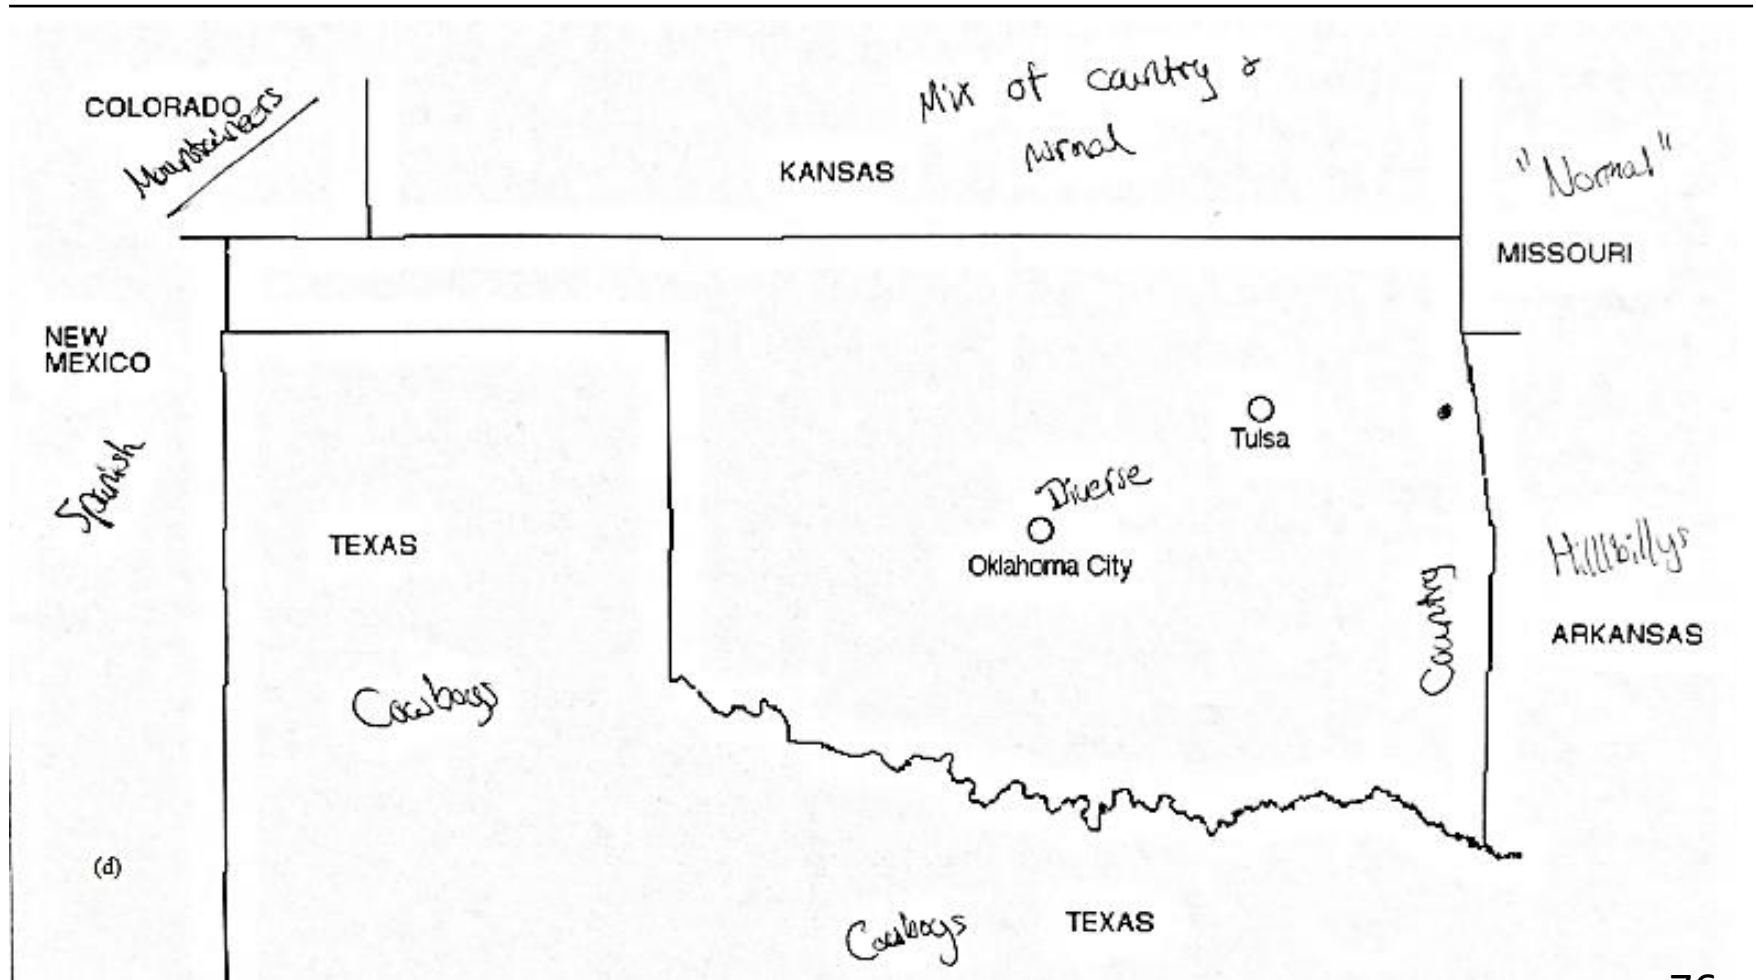 Mix of country &
normal
COLORADO
Mountaineers
KANSAS
"Normal"
MISSOURI
NEW
MEXICO
Tulsa
Spanish
Diverse
TEXAS
Oklahoma City
Hilllbillys
Country
ARKANSAS
Cowboys
(d)
Cowboys
TEXAS